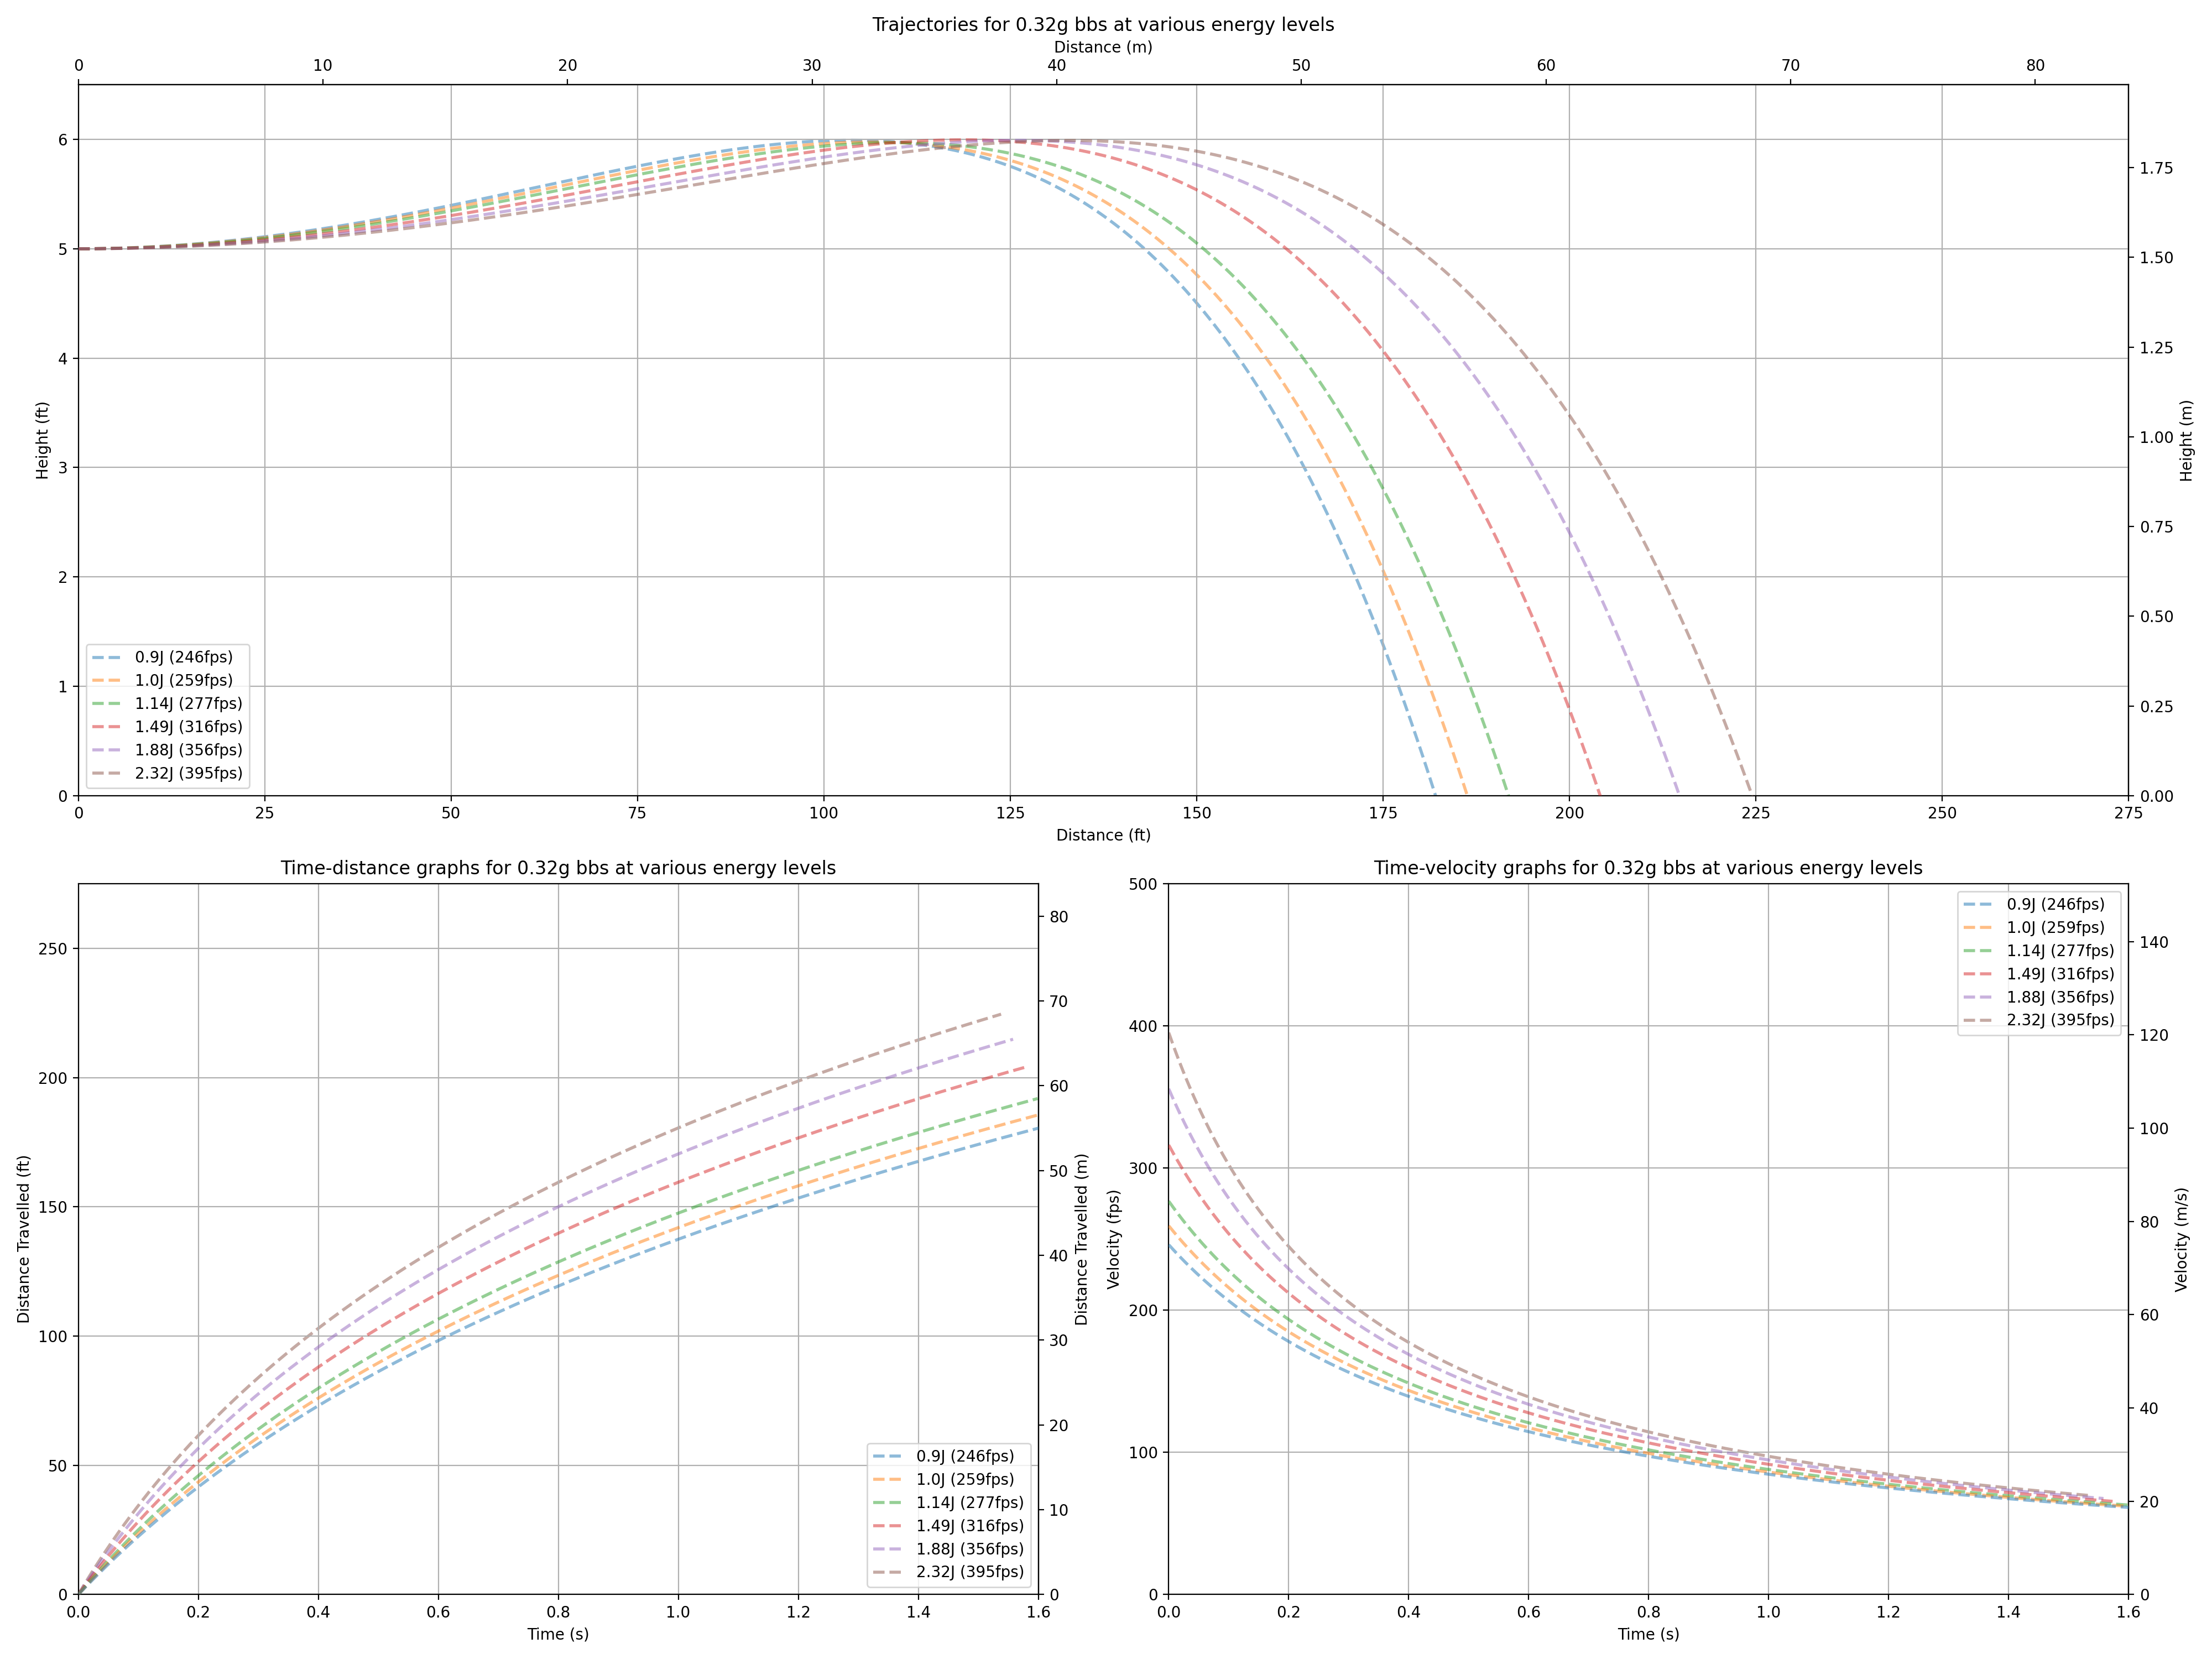 Trajectories for 0.32g bbs at various energy levels
Distance (m)
0 10 20 30 40 50 60 70 80
6
5
4
3
2
1
0
Height (ft)
1.75
1.50
1.25
1.00
0.75
0.50
0.25
0.00
Height (m)
0.9J (246fps)
1.0J (259fps)
1.14J (277fps)
1.49J (316fps)
1.88J (356fps)
2.32J (395fps)
0 25 50 75 100 125 150 175 200 225 250 275
Distance (ft)
Time-distance graphs for 0.32g bbs at various energy levels
250
200
150
100
50
0
Distance Travelled (ft)
80
70
60
50
40
30
20
10
0
Distance Travelled (m)
0.9J (246fps)
1.0J (259fps)
1.14J (277fps)
1.49J (316fps)
1.88J (356fps)
2.32J (395fps)
0.0 0.2 0.4 0.6 0.8 1.0 1.2 1.4 1.6
Time (s)
Time-velocity graphs for 0.32g bbs at various energy levels
500
400
300
200
100
0
Velocity (fps)
0.9J (246fps)
1.0J (259fps)
1.14J (277fps)
1.49J (316fps)
1.88J (356fps)
2.32J (395fps)
140
120
100
80
60
40
20
0
Velocity (m/s)
0.0 0.2 0.4 0.6 0.8 1.0 1.2 1.4 1.6
Time (s)